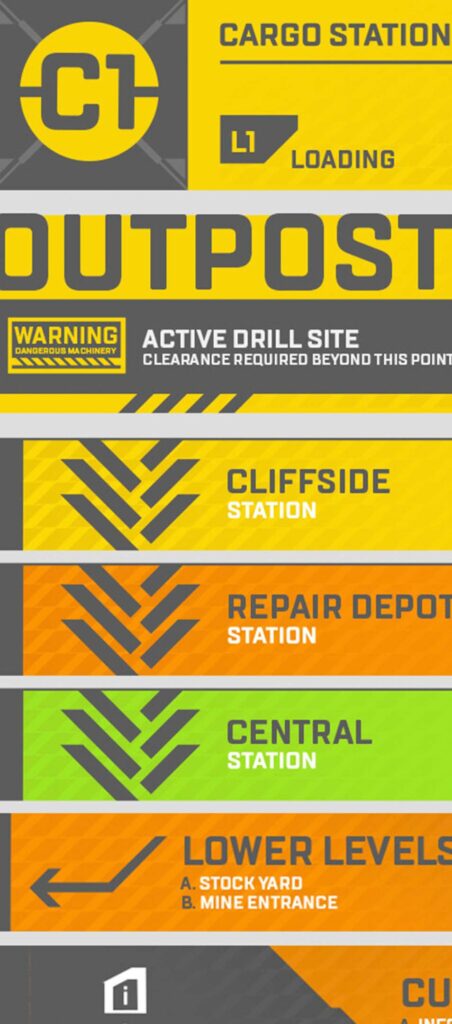 C1
CARGO STATION
L1
LOADING
OUTPOST
WARNING
DANGEROUS MACHINERY
ACTIVE DRILL SITE
CLEARANCE REQUIRED BEYOND THIS POINT
CLIFFSIDE
STATION
REPAIR DEPOT
STATION
CENTRAL
STATION
LOWER LEVELS
A. STOCK YARD
B. MINE ENTRANCE
i
CU